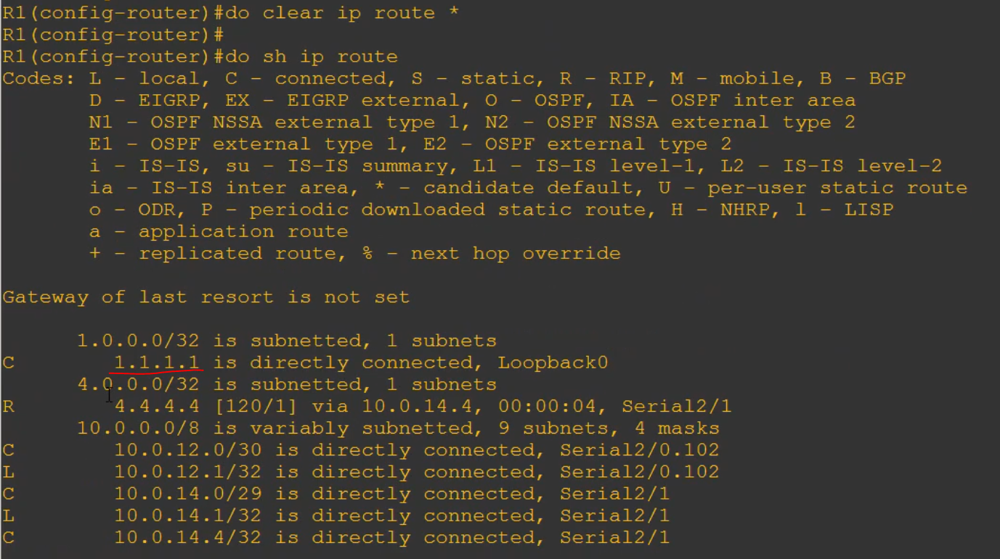 R1(config-router)#do clear ip route *
R1(config-router)#
R1(config-router)#do sh ip route
Codes: L - local, C - connected, S - static, R - RIP, M - mobile, B - BGP
       D - EIGRP, EX - EIGRP external, O - OSPF, IA - OSPF inter area
       N1 - OSPF NSSA external type 1, N2 - OSPF NSSA external type 2
       E1 - OSPF external type 1, E2 - OSPF external type 2
       i - IS-IS, su - IS-IS summary, L1 - IS-IS level-1, L2 - IS-IS level-2
       ia - IS-IS inter area, * - candidate default, U - per-user static route
       o - ODR, P - periodic downloaded static route, H - NHRP, l - LISP
       a - application route
       + - replicated route, % - next hop override
Gateway of last resort is not set
      1.0.0.0/32 is subnetted, 1 subnets
C        1.1.1.1 is directly connected, Loopback0
      4.0.0.0/32 is subnetted, 1 subnets
R        4.4.4.4 [120/1] via 10.0.14.4, 00:00:04, Serial2/1
      10.0.0.0/8 is variably subnetted, 9 subnets, 4 masks
C        10.0.12.0/30 is directly connected, Serial2/0.102
L        10.0.12.1/32 is directly connected, Serial2/0.102
C        10.0.14.0/29 is directly connected, Serial2/1
L        10.0.14.1/32 is directly connected, Serial2/1
C        10.0.14.4/32 is directly connected, Serial2/1